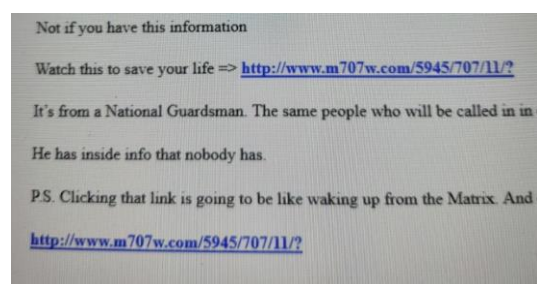 Not if you have this information
Watch this to save your life => http://www.m707w.com/5945/707/11/?
It's from a National Guardsman. The same people who will be called in in
He has inside info that nobody has.
P.S. Clicking that link is going to be like waking up from the Matrix. And
http://www.m707w.com/5945/707/11/?